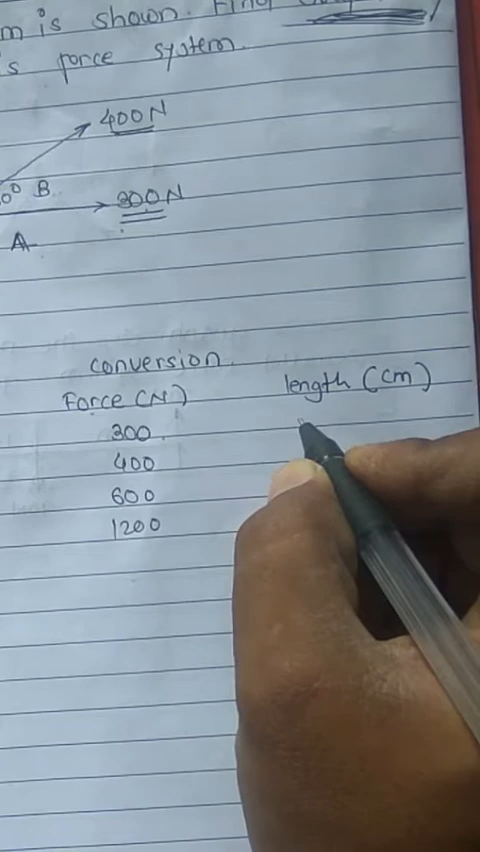 m is shown. Find
s force system.
400N
0° B
300N
A
conversion.
Force (N) length (cm)
300
400
600
1200